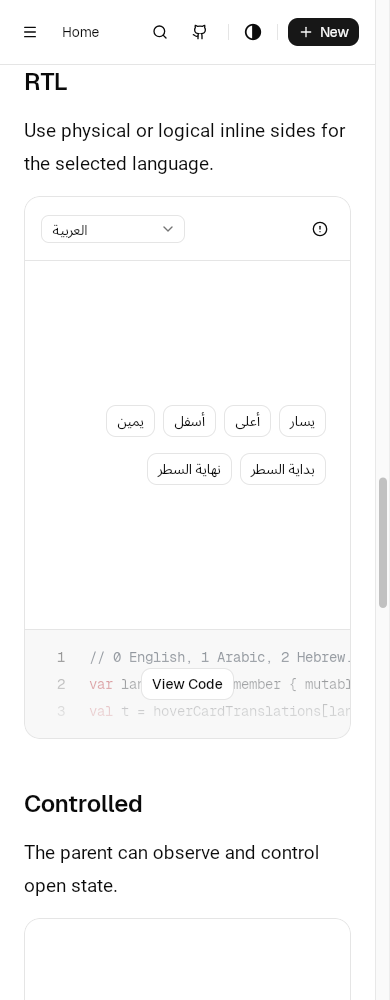 Home
New
RTL
Use physical or logical inline sides for
the selected language.
العربية
يسار أعلى أسفل يمين
بداية السطر نهاية السطر
1 // 0 English, 1 Arabic, 2 Hebrew.
2 var lan member { mutabl
View Code
3 val t = hoverCardTranslations[lan
Controlled
The parent can observe and control
open state.